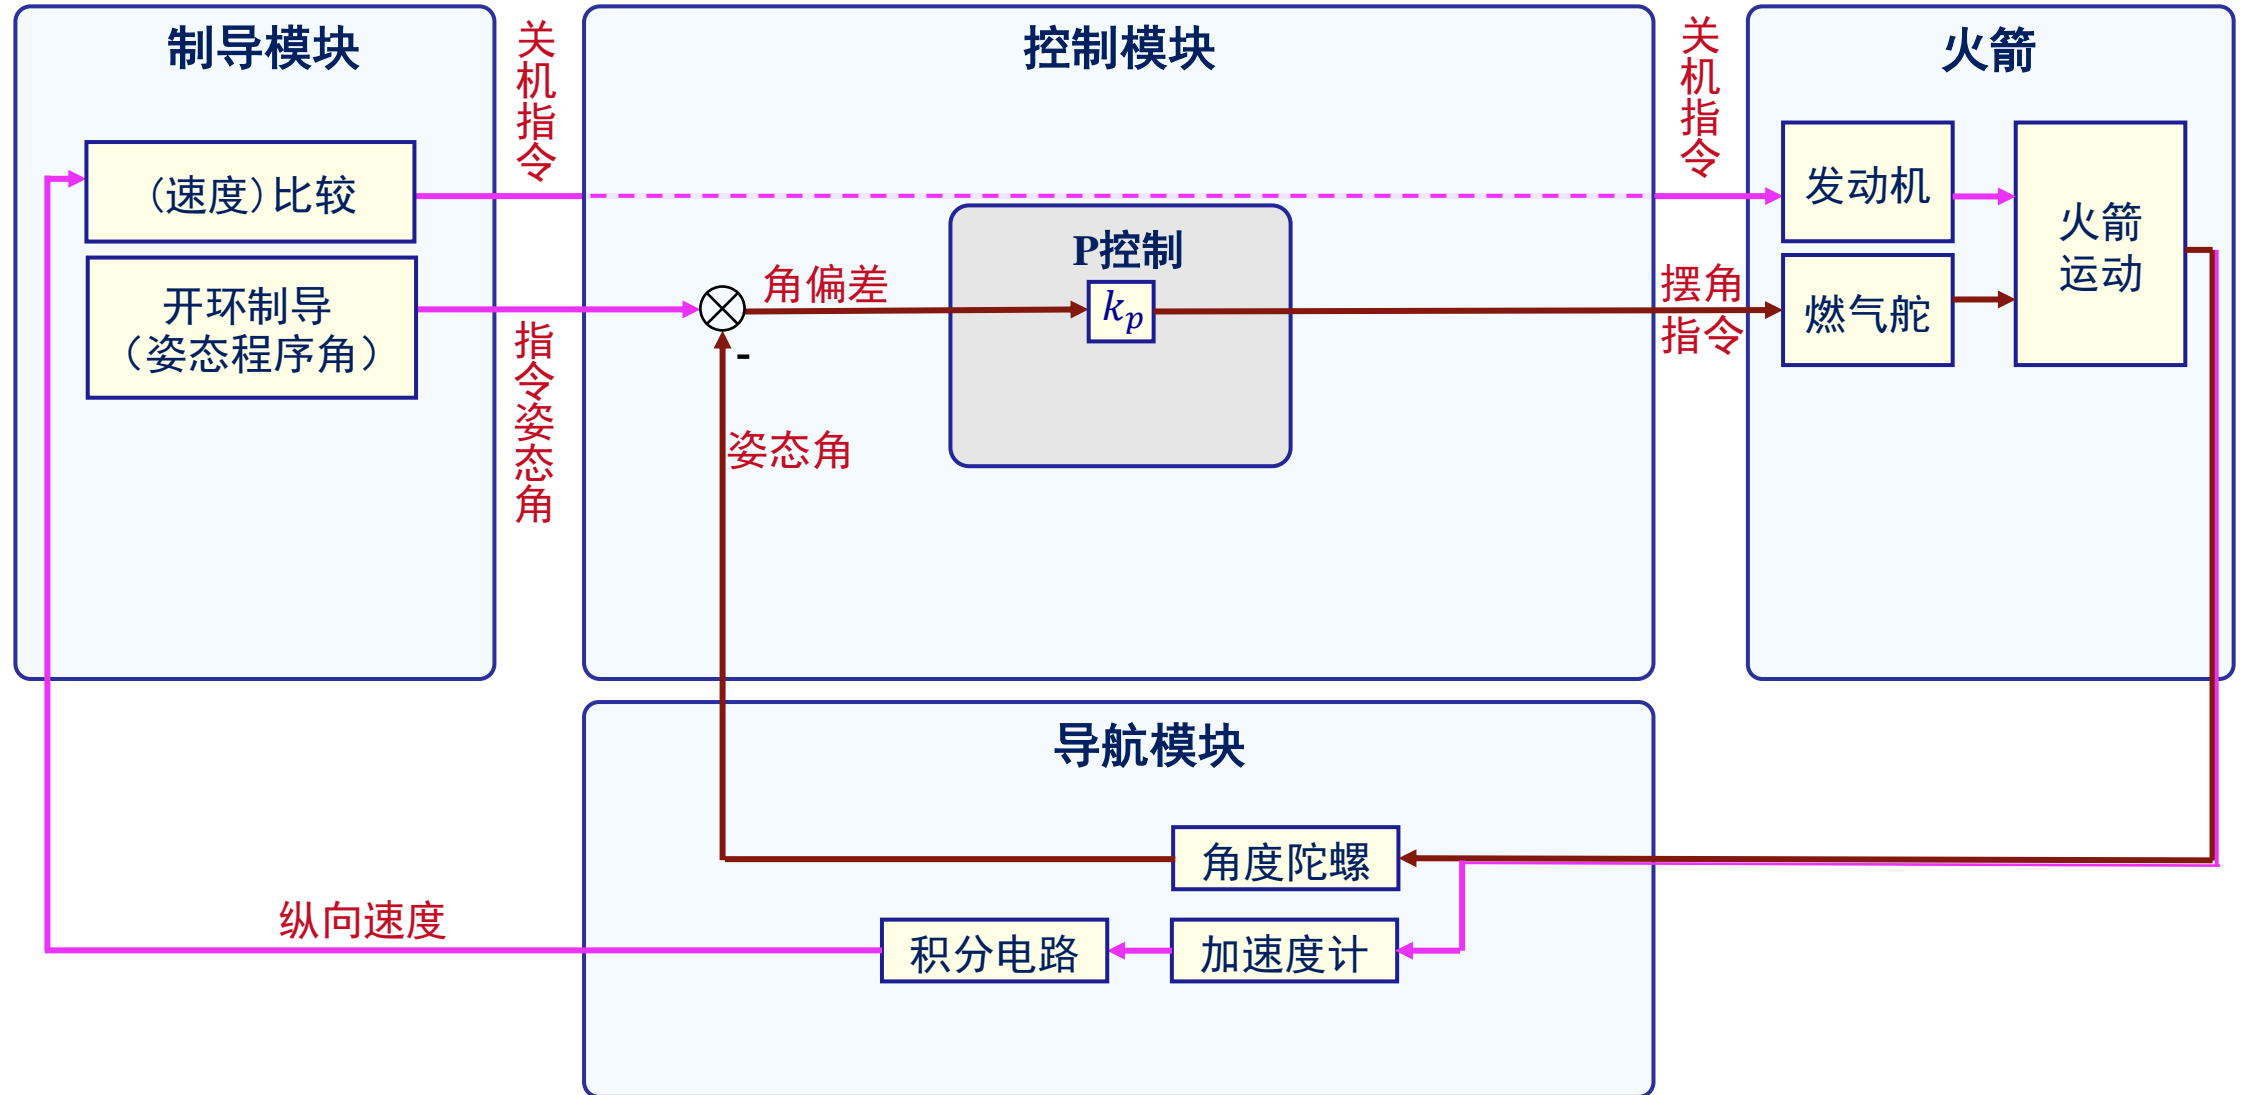 制导模块
(速度)比较
开环制导
（姿态程序角）
关机指令
指令姿态角
控制模块
角偏差
P控制
kp
-
姿态角
关机指令
摆角
指令
火箭
发动机
燃气舵
火箭
运动
导航模块
角度陀螺
积分电路
加速度计
纵向速度